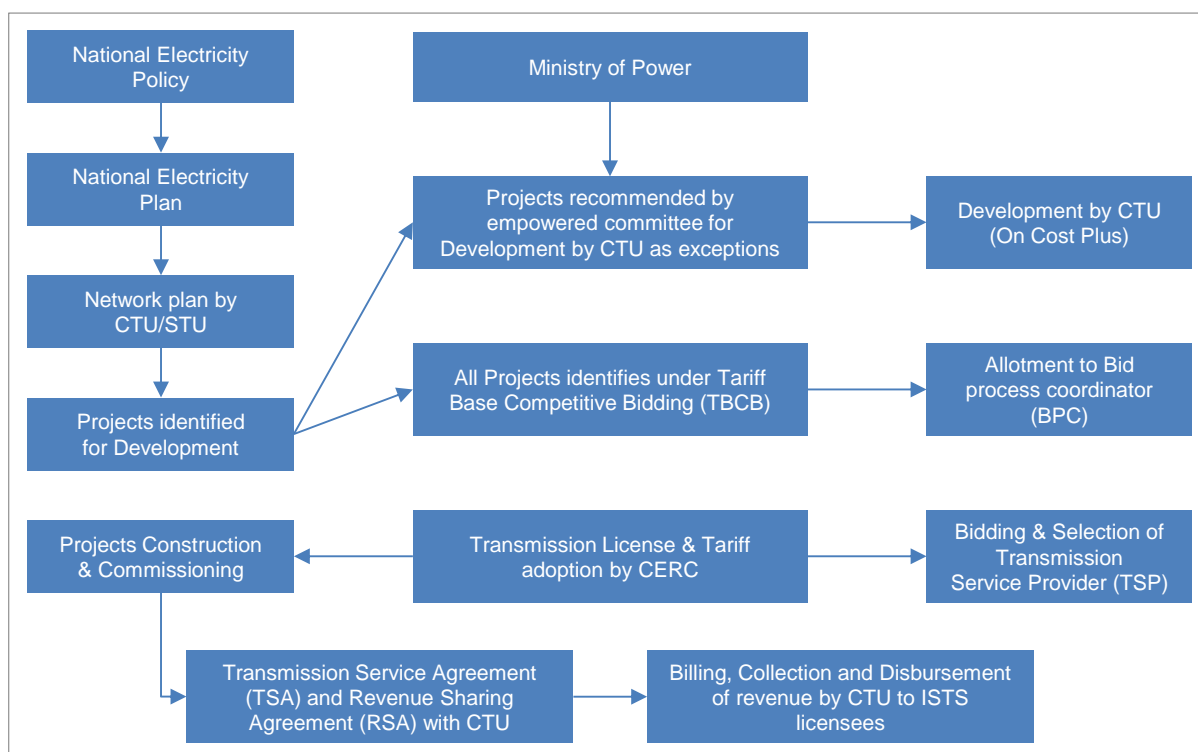 National Electricity
Policy
Ministry of Power
National Electricity
Plan
Projects recommended by
empowered committee for
Development by CTU as exceptions
Development by CTU
(On Cost Plus)
Network plan by
CTU/STU
All Projects identifies under Tariff
Base Competitive Bidding (TBCB)
Allotment to Bid
process coordinator
(BPC)
Projects identified
for Development
Projects Construction
& Commissioning
Transmission License & Tariff
adoption by CERC
Bidding & Selection of
Transmission
Service Provider (TSP)
Transmission Service Agreement
(TSA) and Revenue Sharing
Agreement (RSA) with CTU
Billing, Collection and Disbursement
of revenue by CTU to ISTS
licensees